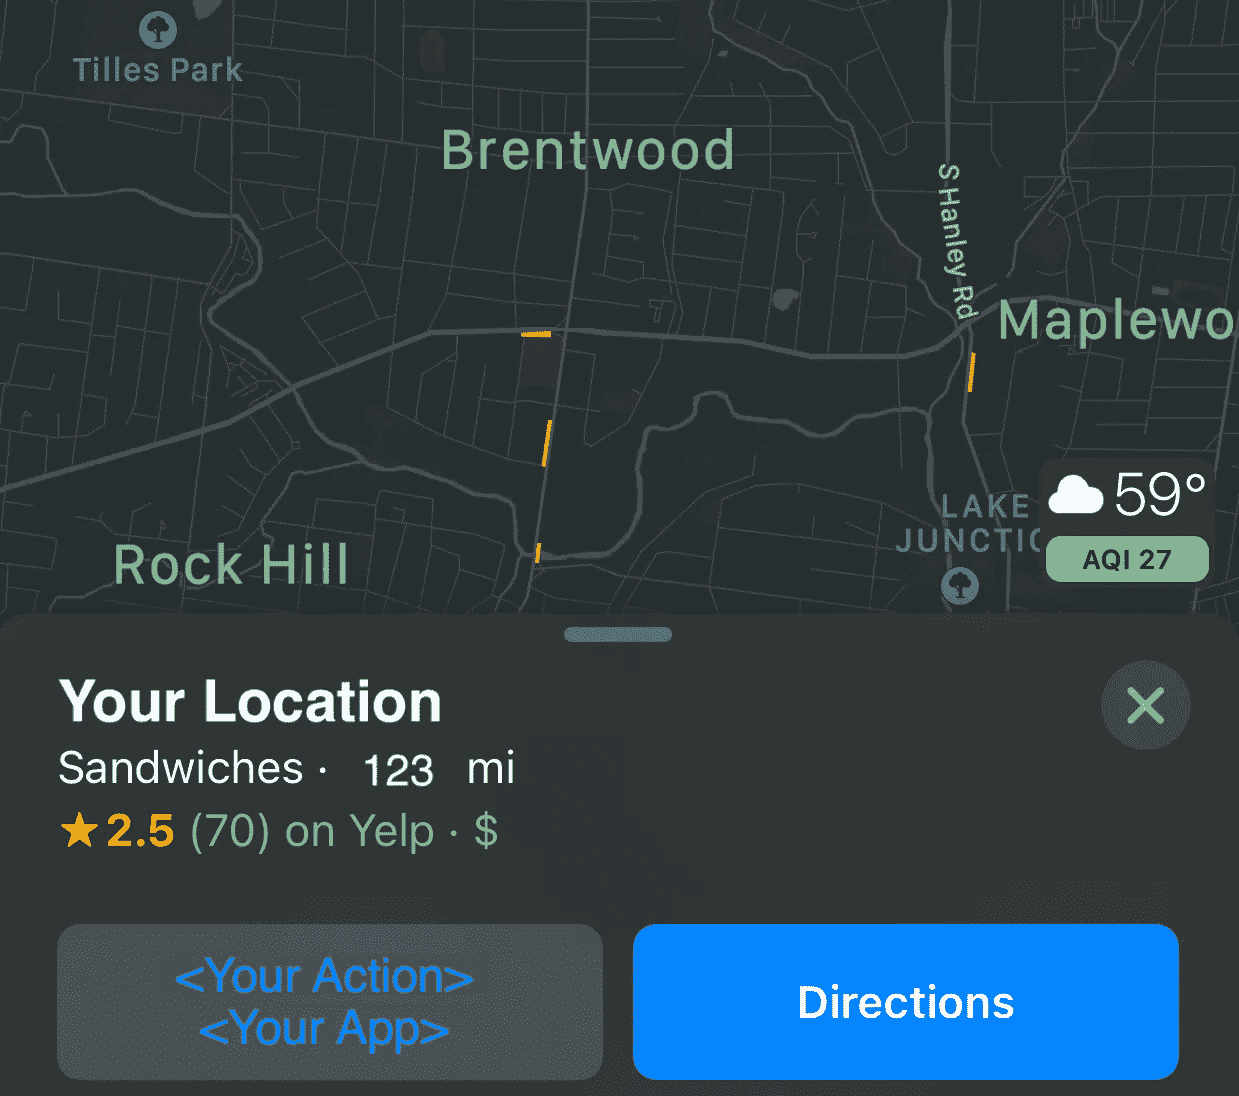 Tilles Park
Brentwood
S Hanley Rd
Maplewo
59°
LAKE
JUNCTIC
AQI 27
Rock Hill
Your Location
Sandwiches · 123 mi
★2.5 (70) on Yelp · $
<Your Action>
<Your App>
Directions